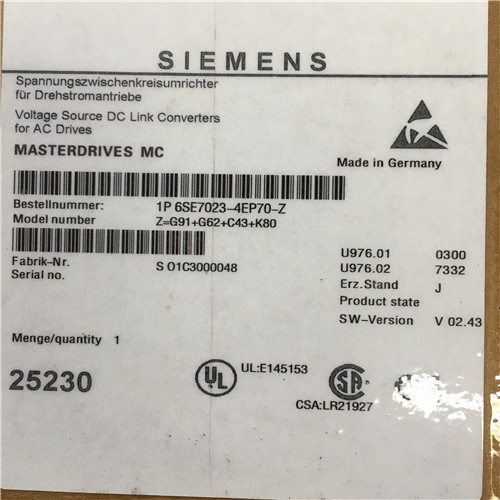 SIEMENS
Spannungszwischenkreisumrichter
für Drehstromantriebe
Voltage Source DC Link Converters
for AC Drives
MASTERDRIVES MC
Made in Germany
Bestellnummer: 1P 6SE7023-4EP70-Z
Model number Z=G91+G62+C43+K80
Fabrik-Nr.
Serial no. S O1C3000048
U976.01 0300
U976.02 7332
Erz.Stand J
Product state
SW-Version V 02.43
Menge/quantity 1
25230
UL
UL:E145153
SA
CSA:LR21927